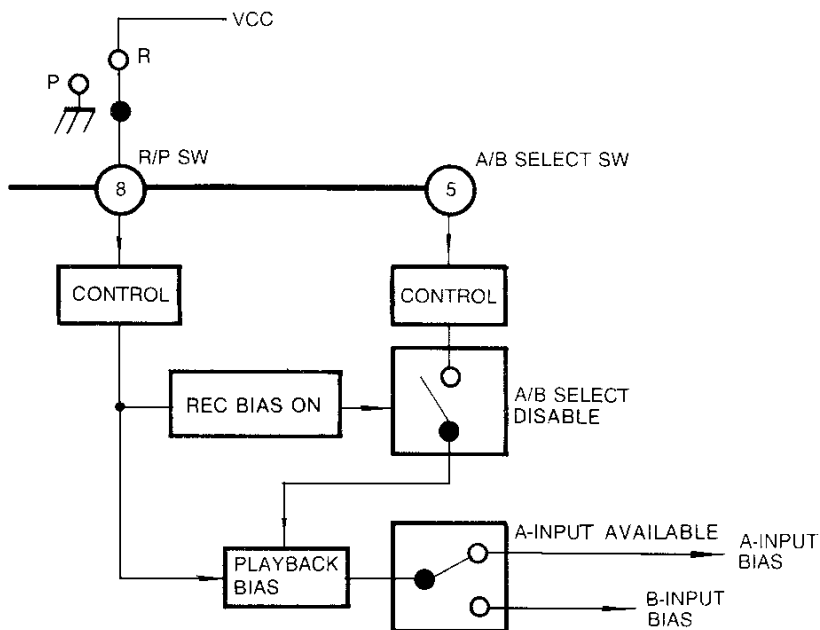 VCC
R
P
R/P SW
A/B SELECT SW
8
5
CONTROL
CONTROL
REC BIAS ON
A/B SELECT
DISABLE
A-INPUT AVAILABLE
A-INPUT
BIAS
PLAYBACK
BIAS
B-INPUT
BIAS